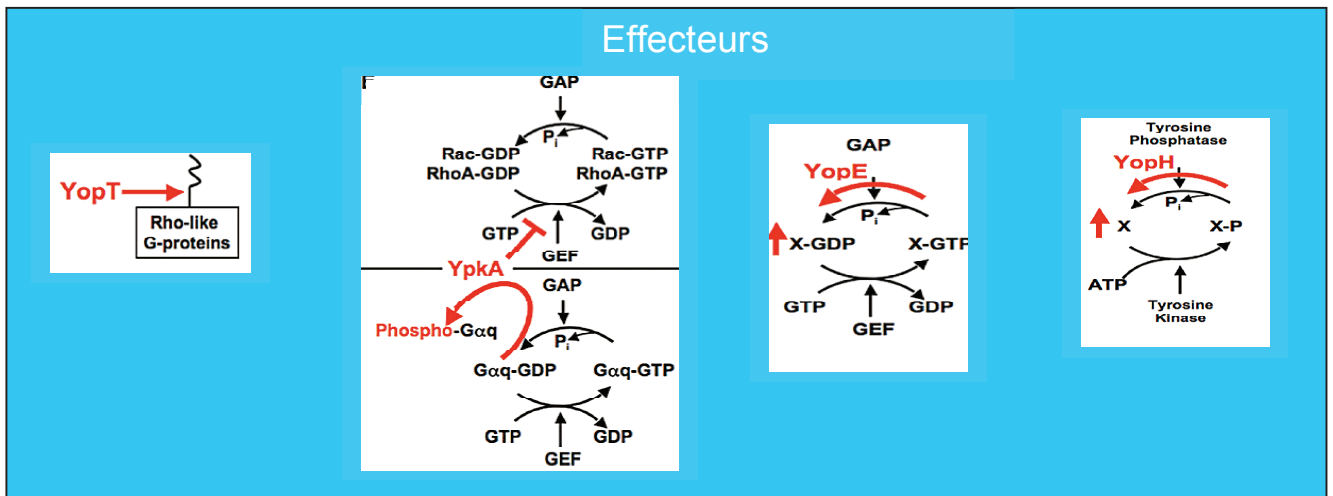 Effecteurs
YopT
Rho-like
G-proteins
GAP
Pi
Rac-GDP Rac-GTP
RhoA-GDP RhoA-GTP
GTP GDP
GEF
YpkA
GAP
Phospho-Gαq
Pi
Gαq-GDP Gαq-GTP
GTP GDP
GEF
GAP
YopE
Pi
X-GDP X-GTP
GTP GDP
GEF
Tyrosine
Phosphatase
YopH
Pi
X X-P
ATP
Tyrosine
Kinase